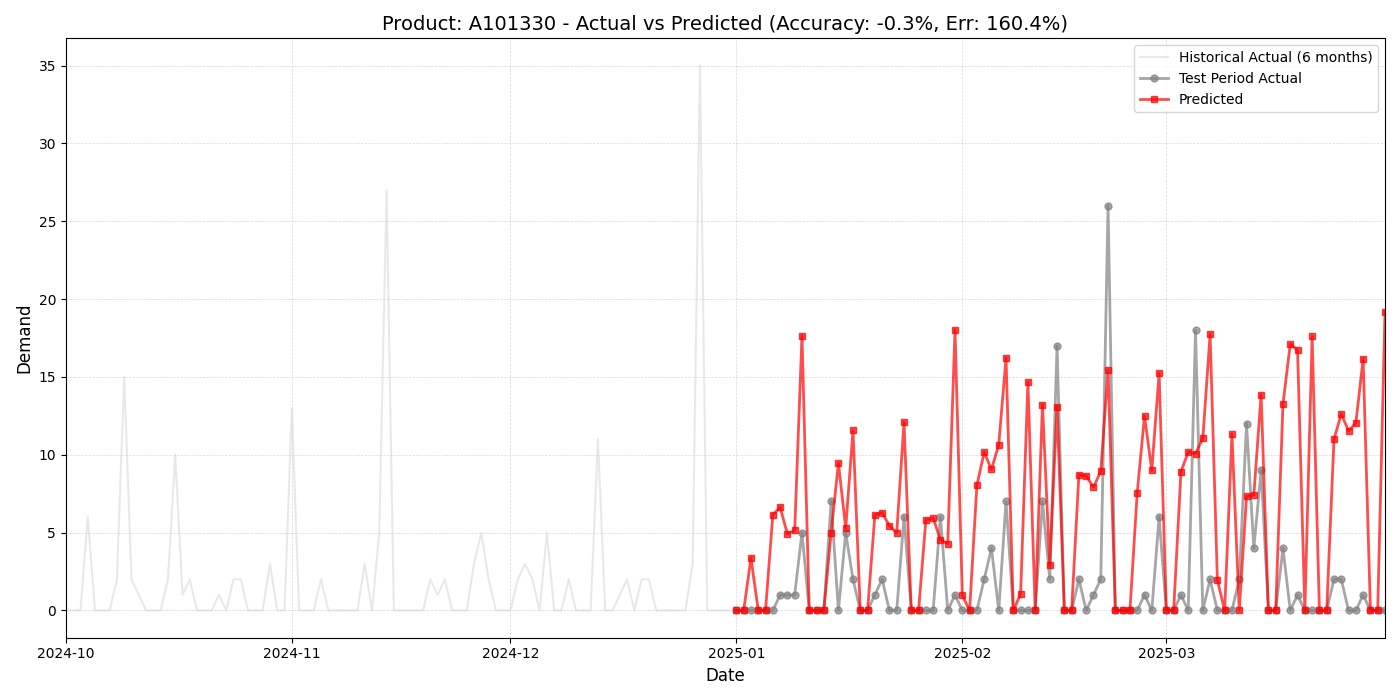 Product: A101330 - Actual vs Predicted (Accuracy: -0.3%, Err: 160.4%)
Historical Actual (6 months)
Test Period Actual
Predicted
Demand
35
30
25
20
15
10
5
0
2024-10
2024-11
2024-12
2025-01
2025-02
2025-03
Date